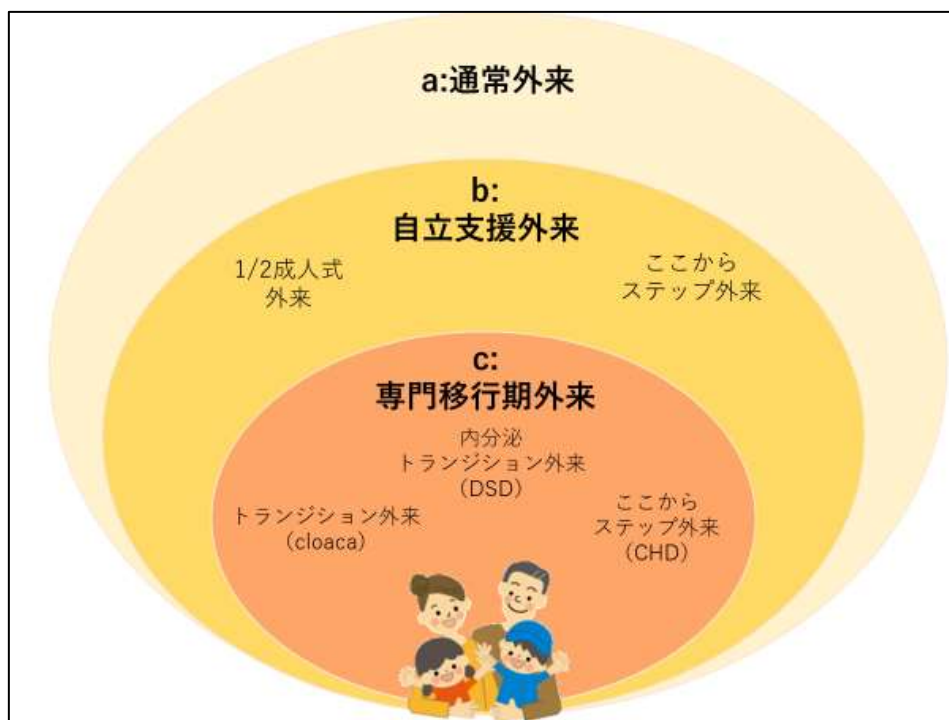 a:通常外来
b:
自立支援外来
1/2成人式
外来
ここから
ステップ外来
c:
専門移行期外来
内分泌
トランジション外来
(DSD)
トランジション外来
(cloaca)
ここから
ステップ外来
(CHD)